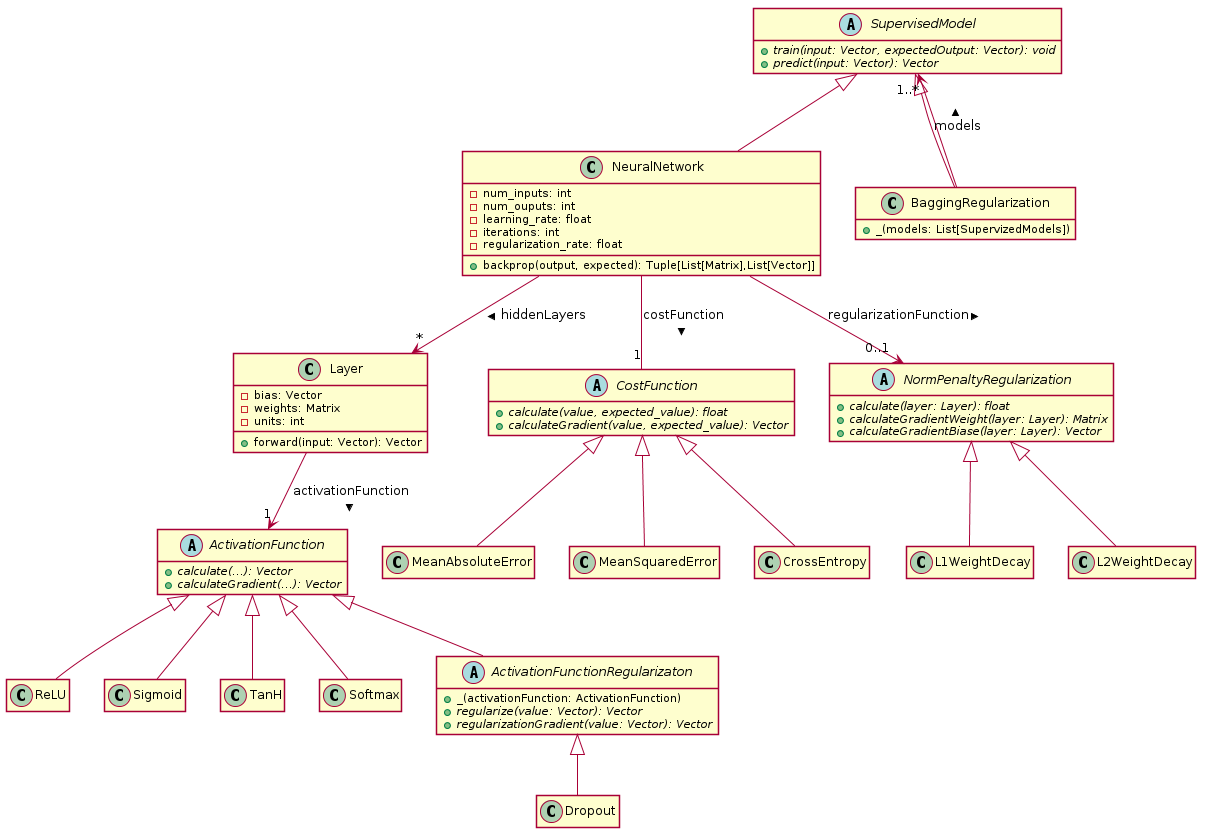 A SupervisedModel
train(input: Vector, expectedOutput: Vector): void
predict(input: Vector): Vector
1..*
models
C NeuralNetwork
num_inputs: int
num_ouputs: int
learning_rate: float
iterations: int
regularization_rate: float
backprop(output, expected): Tuple[List[Matrix],List[Vector]]
C BaggingRegularization
_(models: List[SupervizedModels])
hiddenLayers
costFunction
regularizationFunction
*
1
0..1
C Layer
bias: Vector
weights: Matrix
units: int
forward(input: Vector): Vector
A CostFunction
calculate(value, expected_value): float
calculateGradient(value, expected_value): Vector
A NormPenaltyRegularization
calculate(layer: Layer): float
calculateGradientWeight(layer: Layer): Matrix
calculateGradientBiase(layer: Layer): Vector
activationFunction
1
A ActivationFunction
calculate(...): Vector
calculateGradient(...): Vector
C MeanAbsoluteError
C MeanSquaredError
C CrossEntropy
C L1WeightDecay
C L2WeightDecay
C ReLU
C Sigmoid
C TanH
C Softmax
A ActivationFunctionRegularizaton
_(activationFunction: ActivationFunction)
regularize(value: Vector): Vector
regularizationGradient(value: Vector): Vector
C Dropout